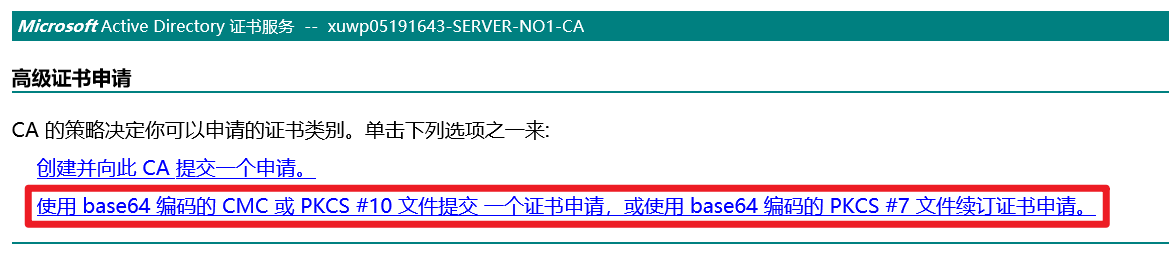 Microsoft Active Directory 证书服务 -- xuwp05191643-SERVER-NO1-CA
高级证书申请
CA 的策略决定你可以申请的证书类别。单击下列选项之一来:
创建并向此 CA 提交一个申请。
使用 base64 编码的 CMC 或 PKCS #10 文件提交 一个证书申请，或使用 base64 编码的 PKCS #7 文件续订证书申请。